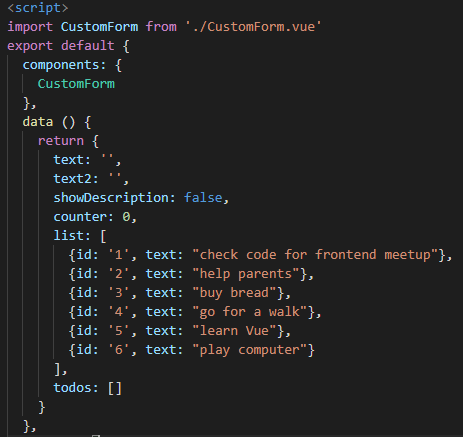 <script>
import CustomForm from './CustomForm.vue'
export default {
  components: {
    CustomForm
  },
  data () {
    return {
      text: '',
      text2: '',
      showDescription: false,
      counter: 0,
      list: [
        {id: '1', text: "check code for frontend meetup"},
        {id: '2', text: "help parents"},
        {id: '3', text: "buy bread"},
        {id: '4', text: "go for a walk"},
        {id: '5', text: "learn Vue"},
        {id: '6', text: "play computer"}
      ],
      todos: []
    }
  },